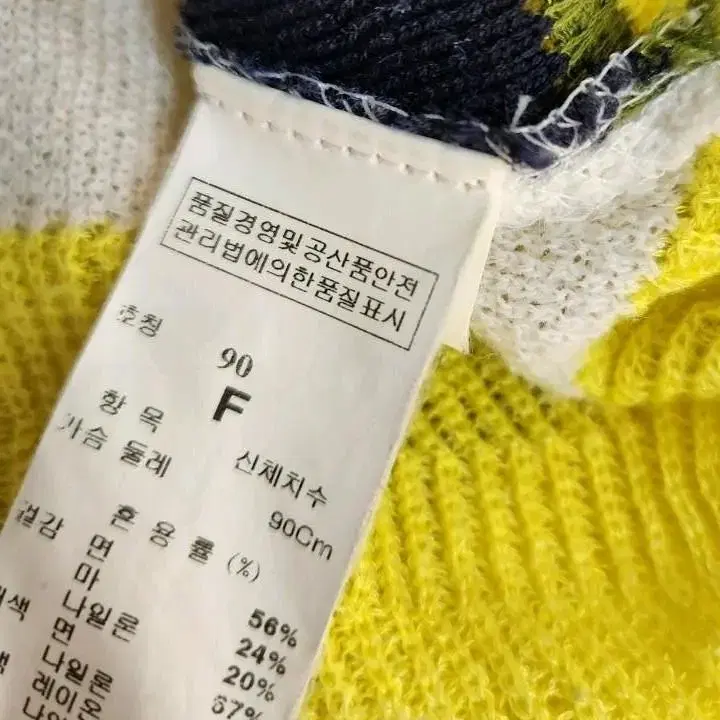 품질경영및공산품안전
관리법에의한품질표시
호칭 90
F
항 목 신체치수
가슴 둘레 90Cm
겉감 혼 용 률 (%)
면 56%
마 24%
나일론 20%
면 67%
나일론
레이온